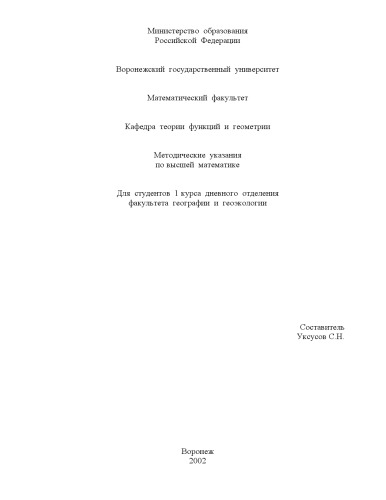 Министерство образования
Российской Федерации
Воронежский государственный университет
Математический факультет
Кафедра теории функций и геометрии
Методические указания
по высшей математике
Для студентов 1 курса дневного отделения
факультета географии и геоэкологии
Составитель
Уксусов С.Н.
Воронеж
2002